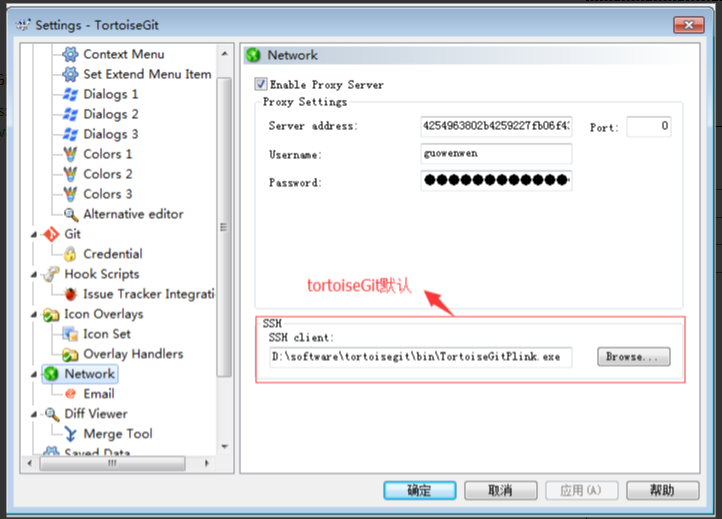 Settings - TortoiseGit
Context Menu
Set Extend Menu Item
Dialogs 1
Dialogs 2
Dialogs 3
Colors 1
Colors 2
Colors 3
Alternative editor
Git
Credential
Hook Scripts
Issue Tracker Integrati
Icon Overlays
Icon Set
Overlay Handlers
Network
Email
Diff Viewer
Merge Tool
Saved Data
Network
Enable Proxy Server
Proxy Settings
Server address: 4254963802b4259227fb06f4 Port: 0
Username: guowenwen
Password: ●●●●●●●●●●●●
tortoiseGit默认
SSH
SSH client:
D:\software\tortoisegit\bin\TortoiseGitPlink.exe Browse...
确定 取消 应用(A) 帮助